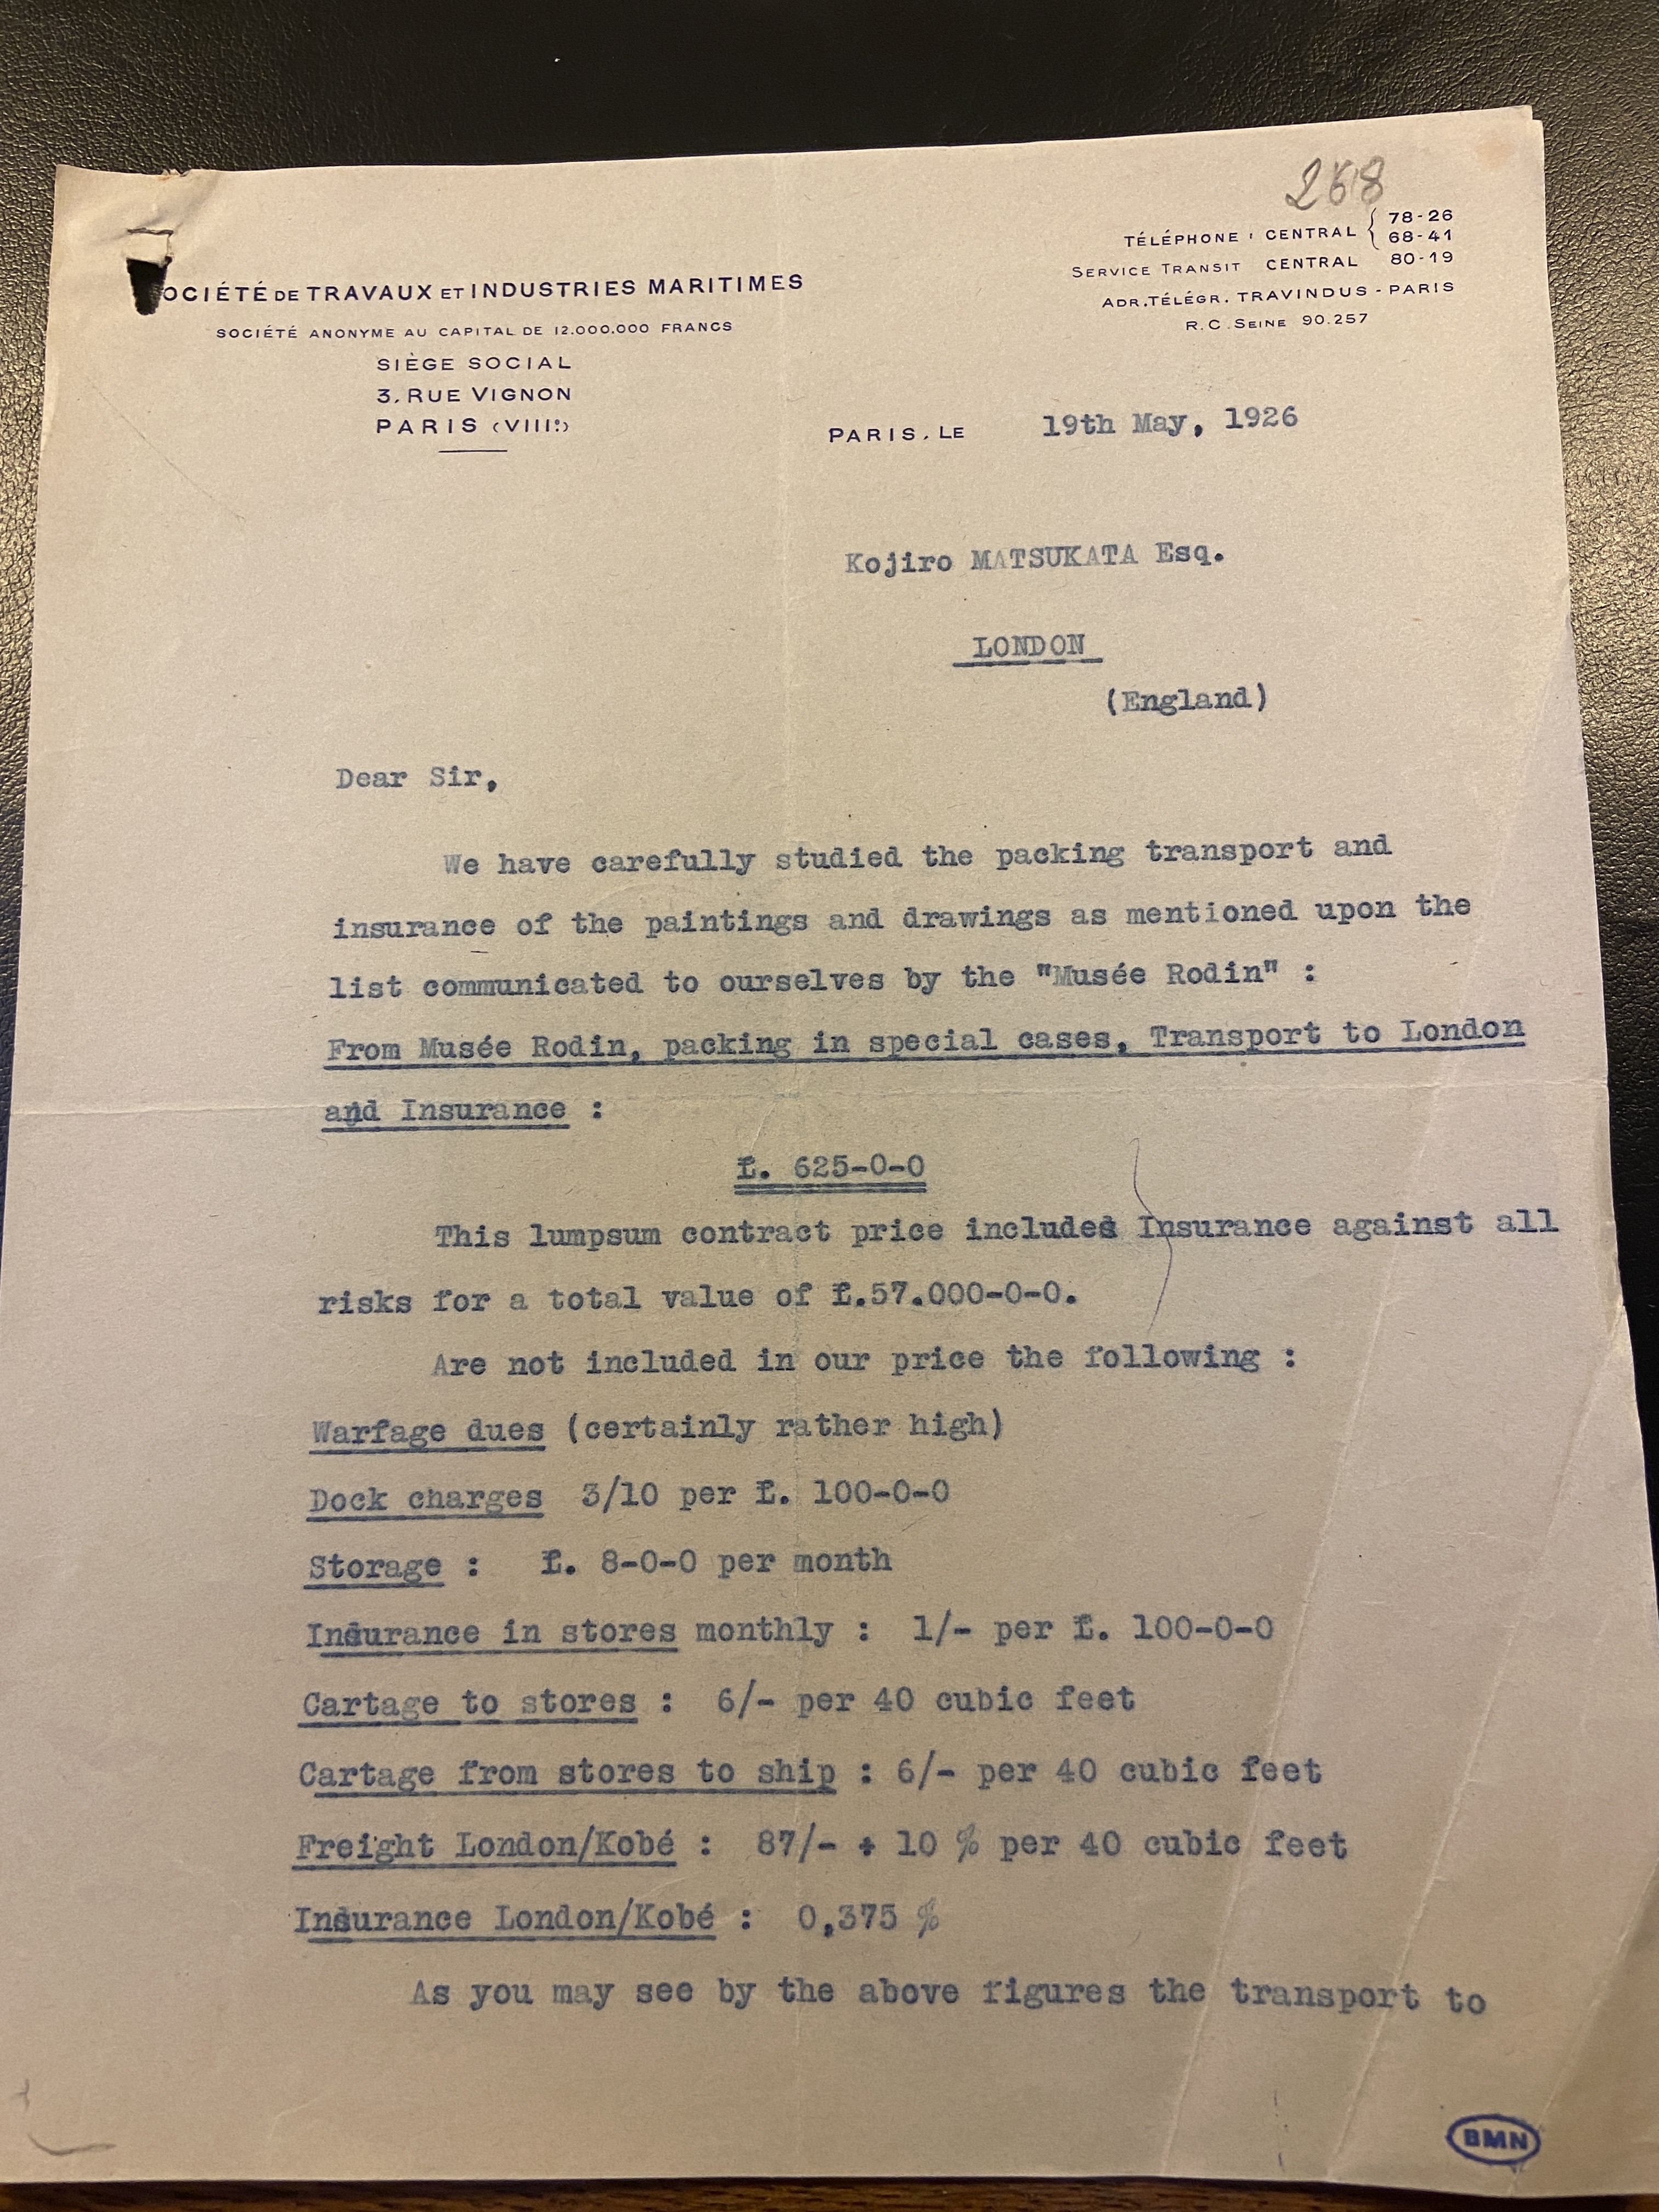 268
TÉLÉPHONE : CENTRAL { 78-26
68-41
SERVICE TRANSIT CENTRAL 80-19
ADR.TÉLÉGR. TRAVINDUS - PARIS
R.C. SEINE 90.257
OCIÉTÉ DE TRAVAUX ET INDUSTRIES MARITIMES
SOCIÉTÉ ANONYME AU CAPITAL DE 12.000.000 FRANCS
SIÈGE SOCIAL
3, RUE VIGNON
PARIS (VIIIe)
PARIS, LE 19th May, 1926
Kojiro MATSUKATA Esq.
LONDON
(England)
Dear Sir,
We have carefully studied the packing transport and
insurance of the paintings and drawings as mentioned upon the
list communicated to ourselves by the "Musée Rodin" :
From Musée Rodin, packing in special cases, Transport to London
and Insurance :
£. 625-0-0
This lumpsum contract price includes Insurance against all
risks for a total value of £.57.000-0-0.
Are not included in our price the following :
Warfage dues (certainly rather high)
Dock charges 3/10 per £. 100-0-0
Storage : £. 8-0-0 per month
Insurance in stores monthly : 1/- per £. 100-0-0
Cartage to stores : 6/- per 40 cubic feet
Cartage from stores to ship : 6/- per 40 cubic feet
Freight London/Kobé : 87/- + 10 % per 40 cubic feet
Insurance London/Kobé : 0,375 %
As you may see by the above figures the transport to
BMN